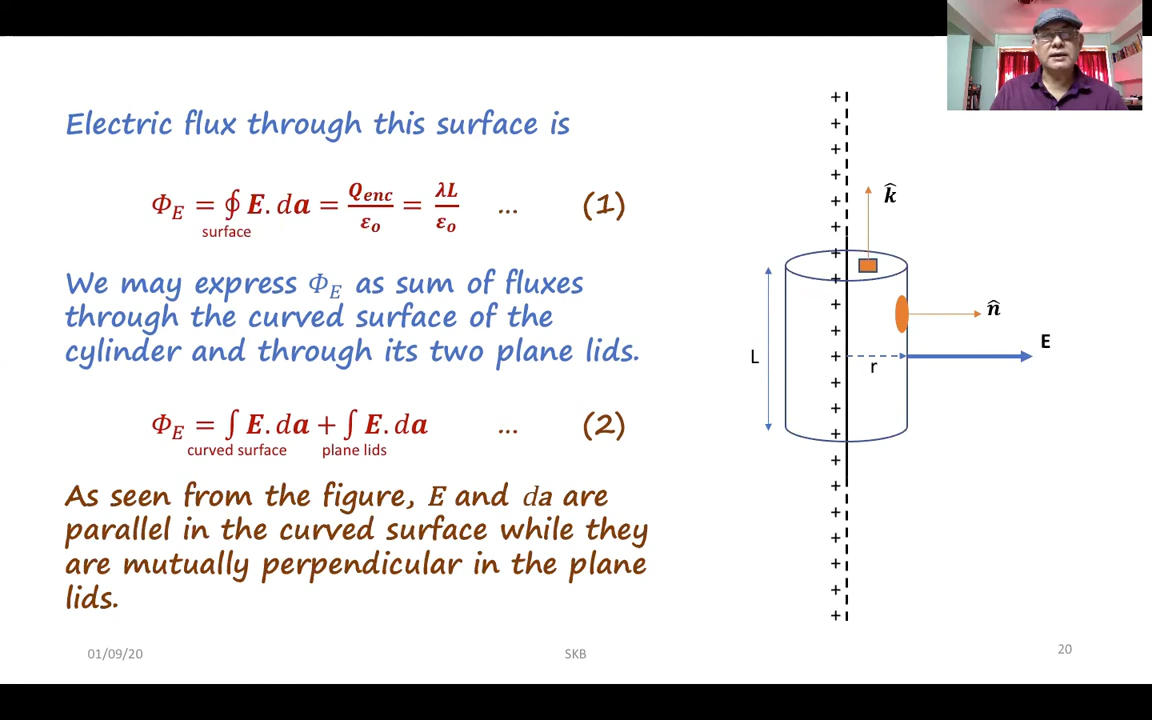 Electric flux through this surface is
Φ_E = ∮ E. da = Q_enc / ε_o = λL / ε_o ... (1)
surface
We may express Φ_E as sum of fluxes
through the curved surface of the
cylinder and through its two plane lids.
Φ_E = ∫ E. da + ∫ E. da ... (2)
curved surface plane lids
As seen from the figure, E and da are
parallel in the curved surface while they
are mutually perpendicular in the plane
lids.
k̂
n̂
E
L
r
+ + + + + + + + + + + + + + + + + + + + +
01/09/20
SKB
20